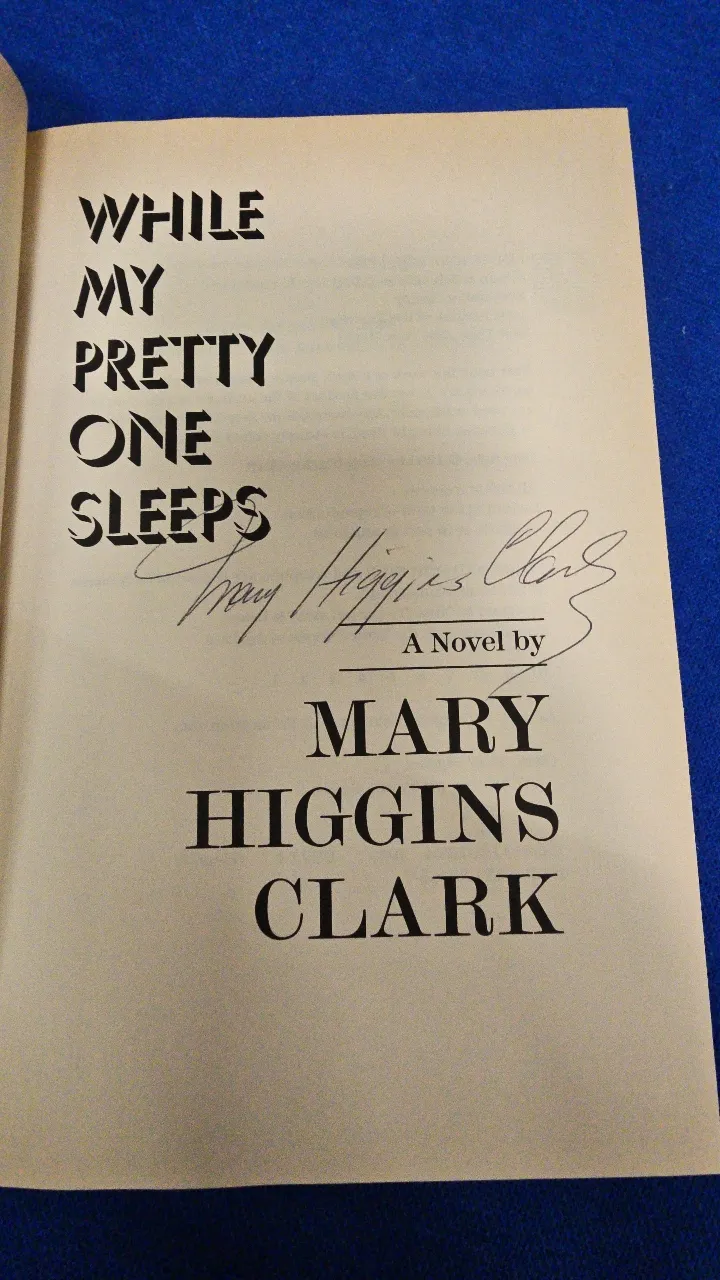 WHILE
MY
PRETTY
ONE
SLEEPS
Mary Higgins Clark
A Novel by
MARY
HIGGINS
CLARK